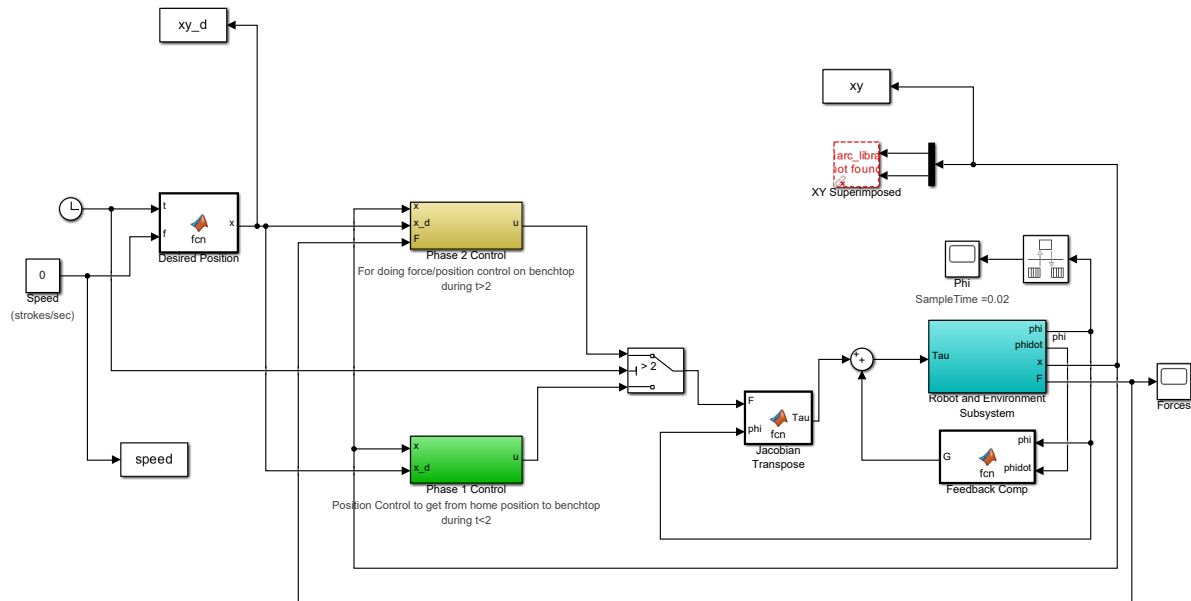 xy_d
xy
arc_libra
not found
XY Superimposed
t
f
x
fcn
Desired Position
0
Speed
(strokes/sec)
speed
x
x_d
F
u
Phase 2 Control
For doing force/position control on benchtop
during t>2
> 2
x
x_d
u
Phase 1 Control
Position Control to get from home position to benchtop
during t<2
F
phi
Tau
fcn
Jacobian
Transpose
+
+
Phi
SampleTime =0.02
Tau
phi
phidot
x
F
phi
Robot and Environment
Subsystem
Forces
G
phi
phidot
fcn
Feedback Comp